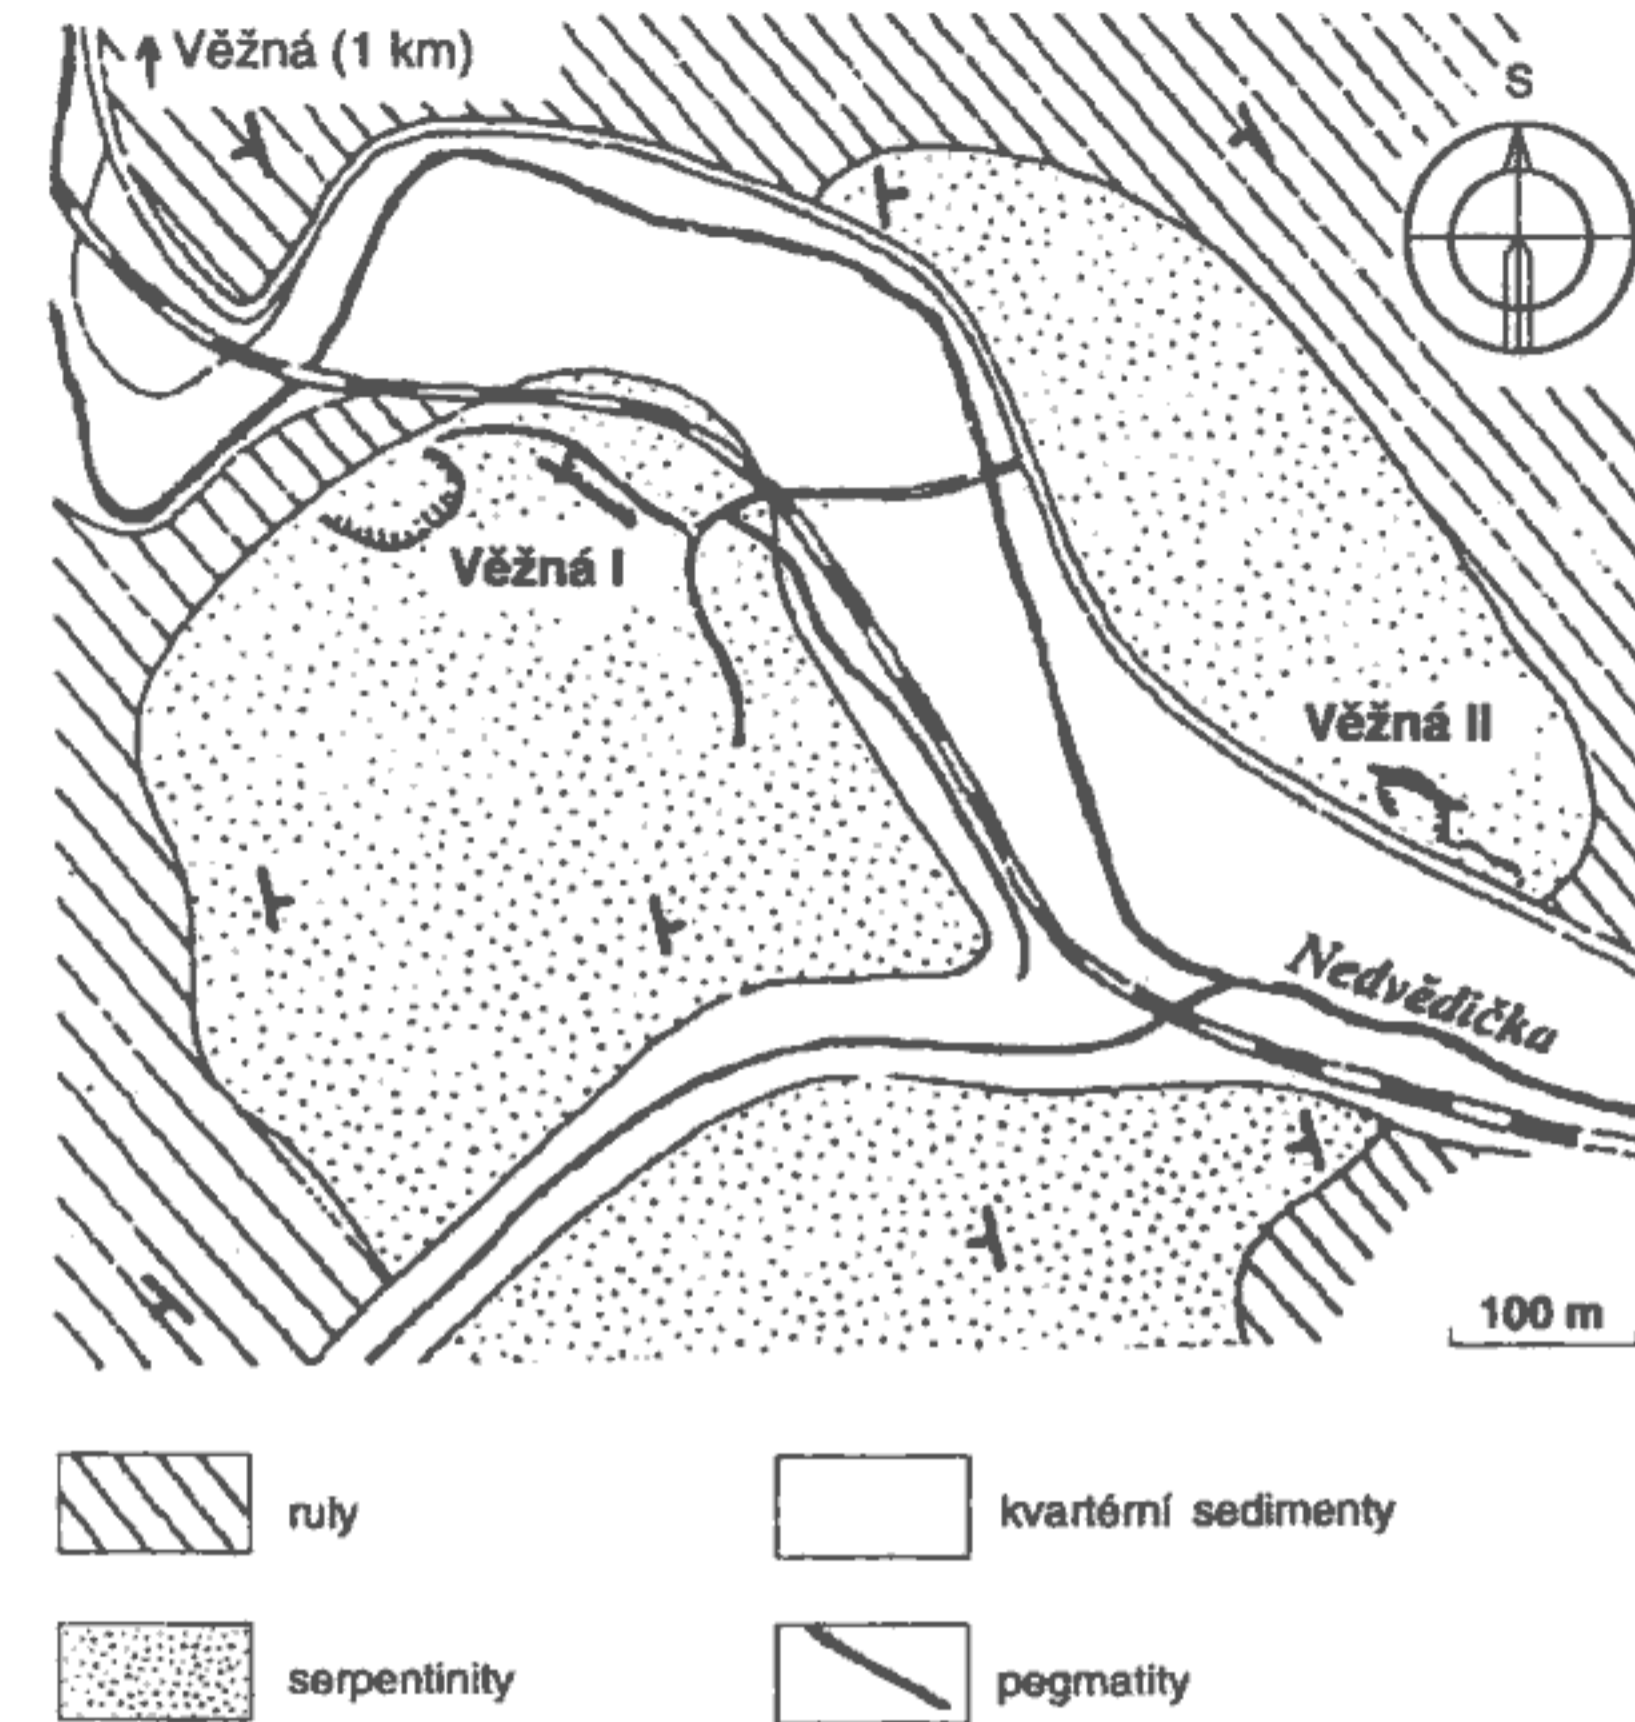 Věžná (1 km)
S
Věžná I
Věžná II
Nedvědička
100 m
ruly
kvartérní sedimenty
serpentinity
pegmatity